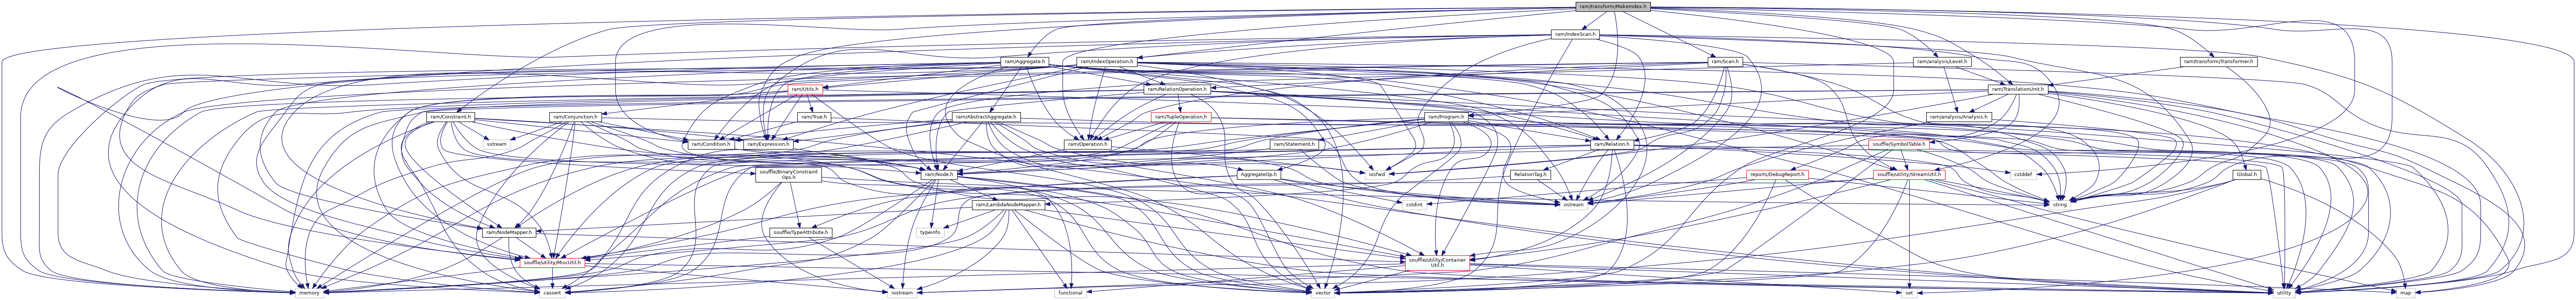 ram/transform/MakeIndex.h
ram/IndexScan.h
ram/Aggregate.h
ram/IndexOperation.h
ram/Scan.h
ram/analysis/Level.h
ram/transform/Transformer.h
ram/Utils.h
ram/RelationOperation.h
ram/TranslationUnit.h
ram/Constraint.h
ram/Conjunction.h
ram/True.h
ram/AbstractAggregate.h
ram/TupleOperation.h
ram/Program.h
ram/analysis/Analysis.h
sstream
ram/Condition.h
ram/Expression.h
ram/Operation.h
ram/Statement.h
ram/Relation.h
souffle/SymbolTable.h
souffle/BinaryConstraint
Ops.h
ram/Node.h
iosfwd
AggregateOp.h
RelationTag.h
reports/DebugReport.h
souffle/utility/StreamUtil.h
cstddef
Global.h
ram/LambdaNodeMapper.h
cstdint
ostream
string
ram/NodeMapper.h
souffle/TypeAttribute.h
typeinfo
souffle/utility/MiscUtil.h
souffle/utility/Container
Util.h
memory
cassert
iostream
functional
vector
set
utility
map